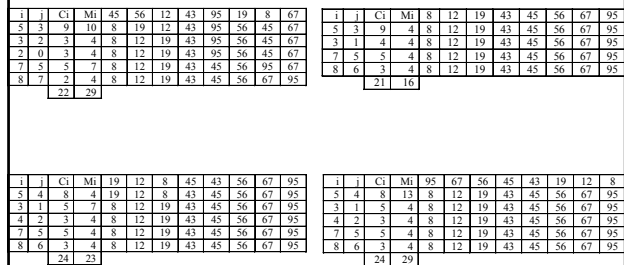 i j Ci Mi 45 56 12 43 95 19 8 67
5 3 9 10 8 19 12 43 95 56 45 67
3 2 3 4 8 12 19 43 95 56 45 67
2 0 3 4 8 12 19 43 95 56 45 67
7 5 5 7 8 12 19 43 45 56 95 67
8 7 2 4 8 12 19 43 45 56 67 95
22 29
i j Ci Mi 8 12 19 43 45 56 67 95
5 3 9 4 8 12 19 43 45 56 67 95
3 1 4 4 8 12 19 43 45 56 67 95
7 5 5 4 8 12 19 43 45 56 67 95
8 6 3 4 8 12 19 43 45 56 67 95
21 16
i j Ci Mi 19 12 8 45 43 56 67 95
5 4 8 4 19 12 8 45 43 56 67 95
3 1 5 7 8 12 19 45 43 56 67 95
4 2 3 4 8 12 19 45 43 56 67 95
7 5 5 4 8 12 19 43 45 56 67 95
8 6 3 4 8 12 19 43 45 56 67 95
24 23
i j Ci Mi 95 67 56 45 43 19 12 8
5 4 8 13 8 12 19 43 45 56 67 95
3 1 5 4 8 12 19 43 45 56 67 95
4 2 3 4 8 12 19 43 45 56 67 95
7 5 5 4 8 12 19 43 45 56 67 95
8 6 3 4 8 12 19 43 45 56 67 95
24 29